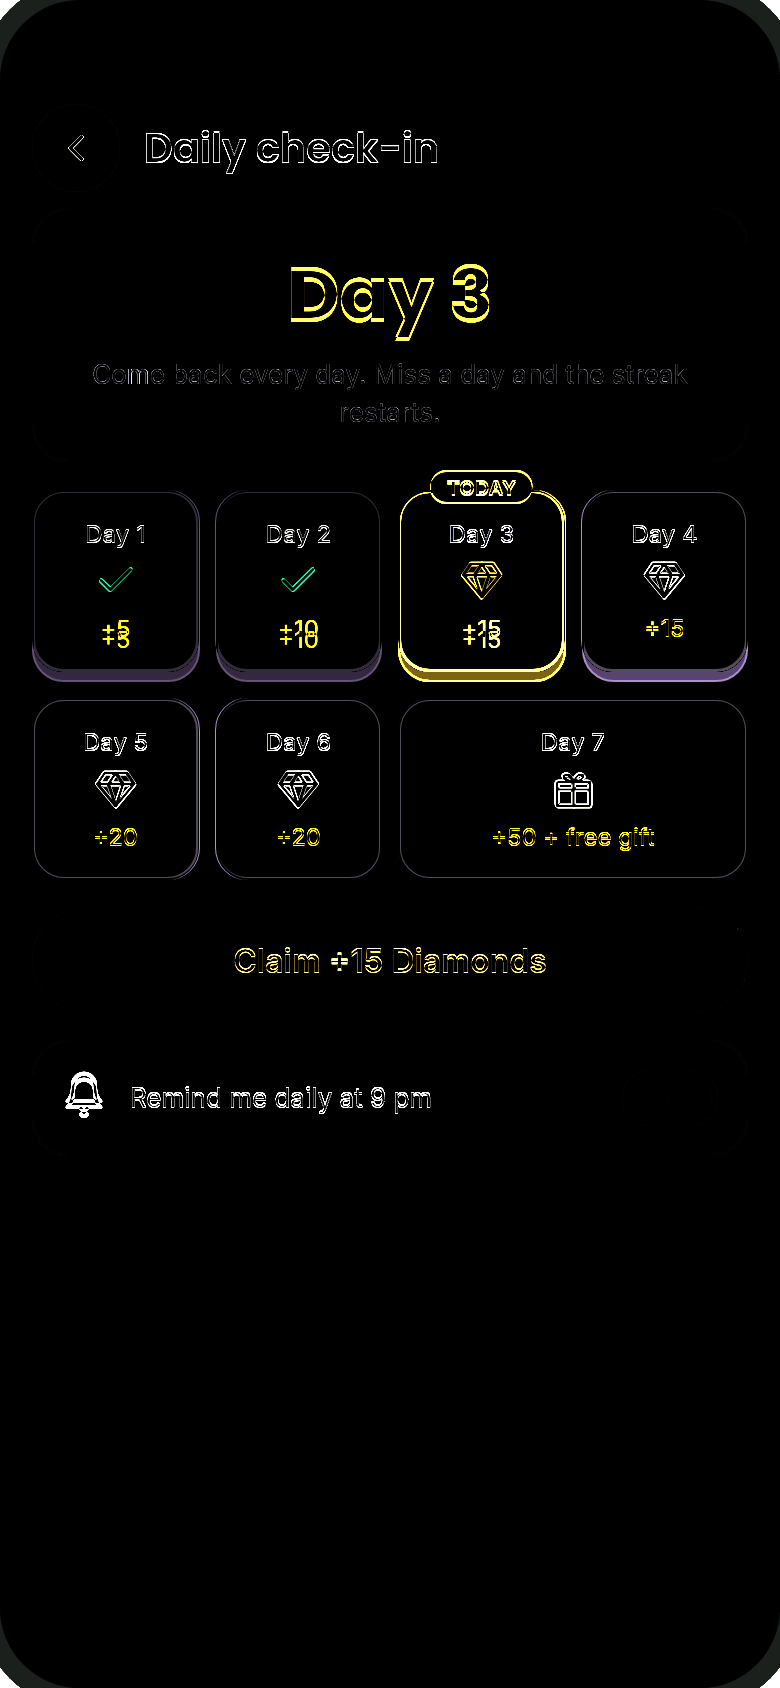 Daily check-in
Day 3
Come back every day. Miss a day and the streak
restarts.
TODAY
Day 1
Day 2
Day 3
Day 4
+5
+10
+15
+15
Day 5
Day 6
Day 7
+20
+20
+50 + free gift
Claim +15 Diamonds
Remind me daily at 9 pm